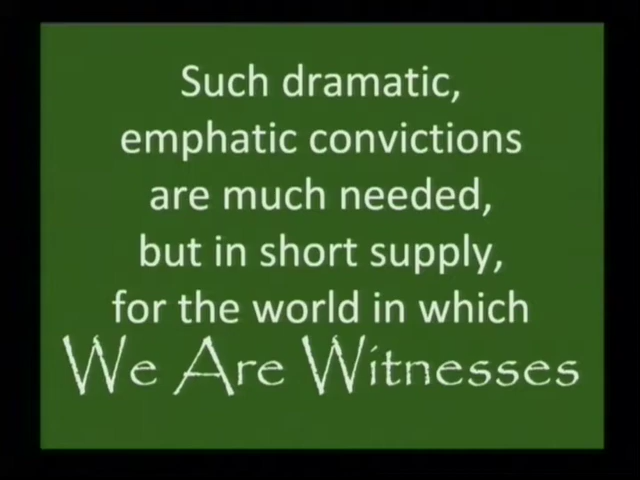 Such dramatic,
emphatic convictions
are much needed,
but in short supply,
for the world in which
We Are Witnesses